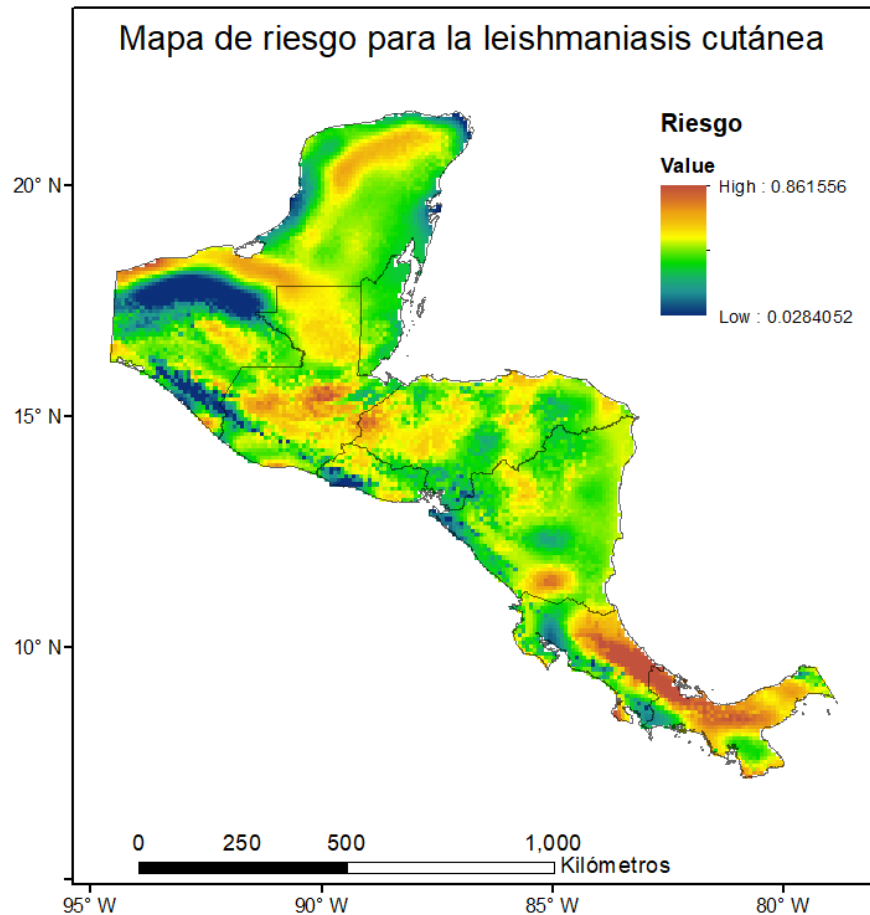 Mapa de riesgo para la leishmaniasis cutánea
Riesgo
Value
High : 0.861556
Low : 0.0284052
20° N
15° N
10° N
0 250 500 1,000
Kilómetros
95° W 90° W 85° W 80° W